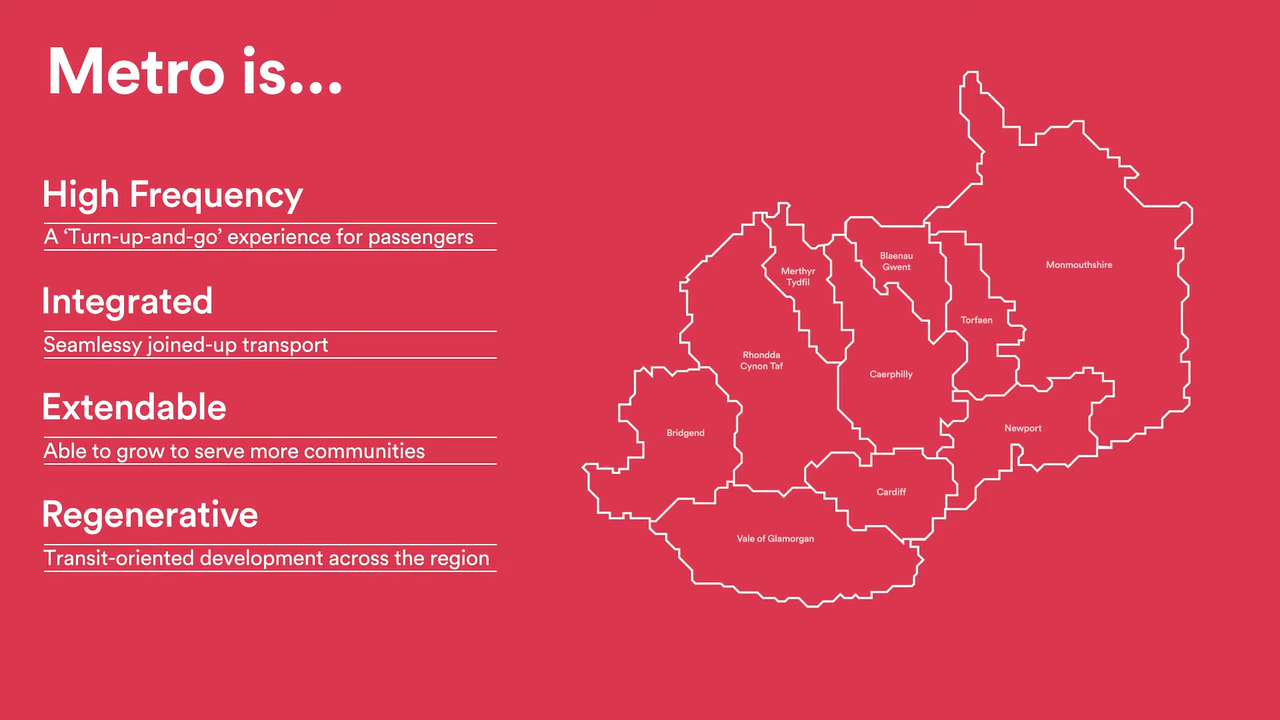 Metro is...
High Frequency
A ‘Turn-up-and-go’ experience for passengers
Integrated
Seamlessy joined-up transport
Extendable
Able to grow to serve more communities
Regenerative
Transit-oriented development across the region
Monmouthshire
Blaenau
Gwent
Merthyr
Tydfil
Torfaen
Rhondda
Cynon Taf
Caerphilly
Bridgend
Newport
Cardiff
Vale of Glamorgan